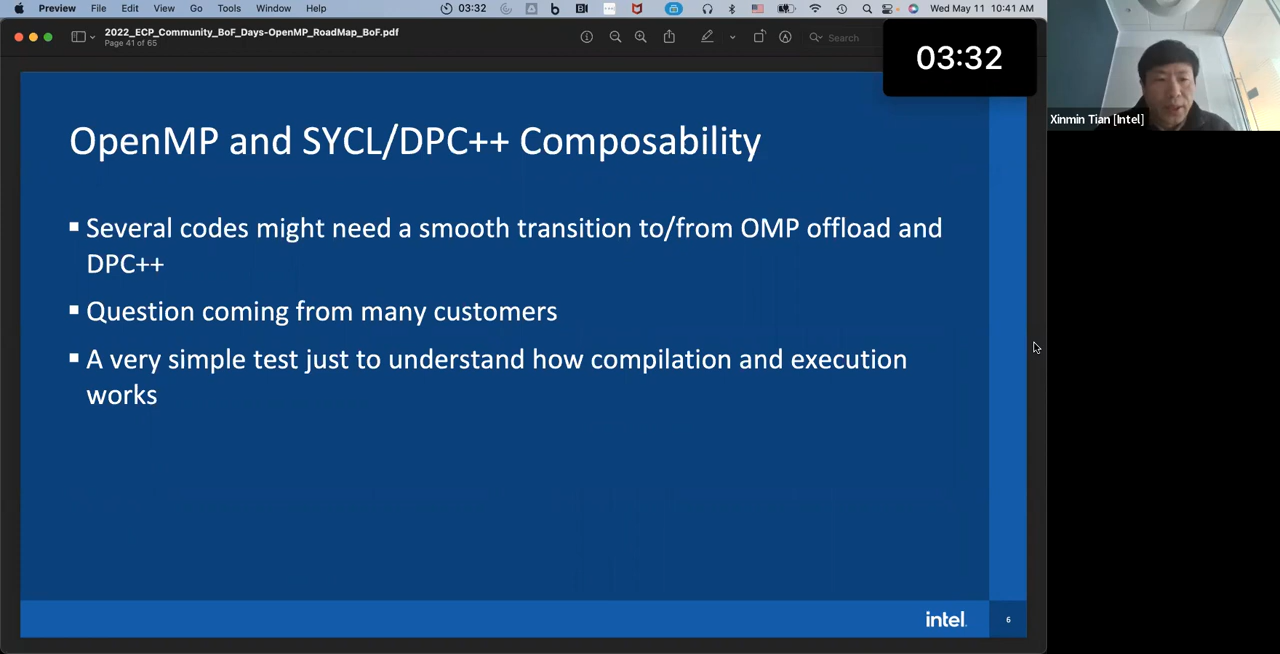 Preview File Edit View Go Tools Window Help 03:32 Wed May 11 10:41 AM
2022_ECP_Community_BoF_Days-OpenMP_RoadMap_BoF.pdf
Page 41 of 65
Search
03:32
Xinmin Tian [Intel]
OpenMP and SYCL/DPC++ Composability
▪ Several codes might need a smooth transition to/from OMP offload and
DPC++
▪ Question coming from many customers
▪ A very simple test just to understand how compilation and execution
works
intel.
6